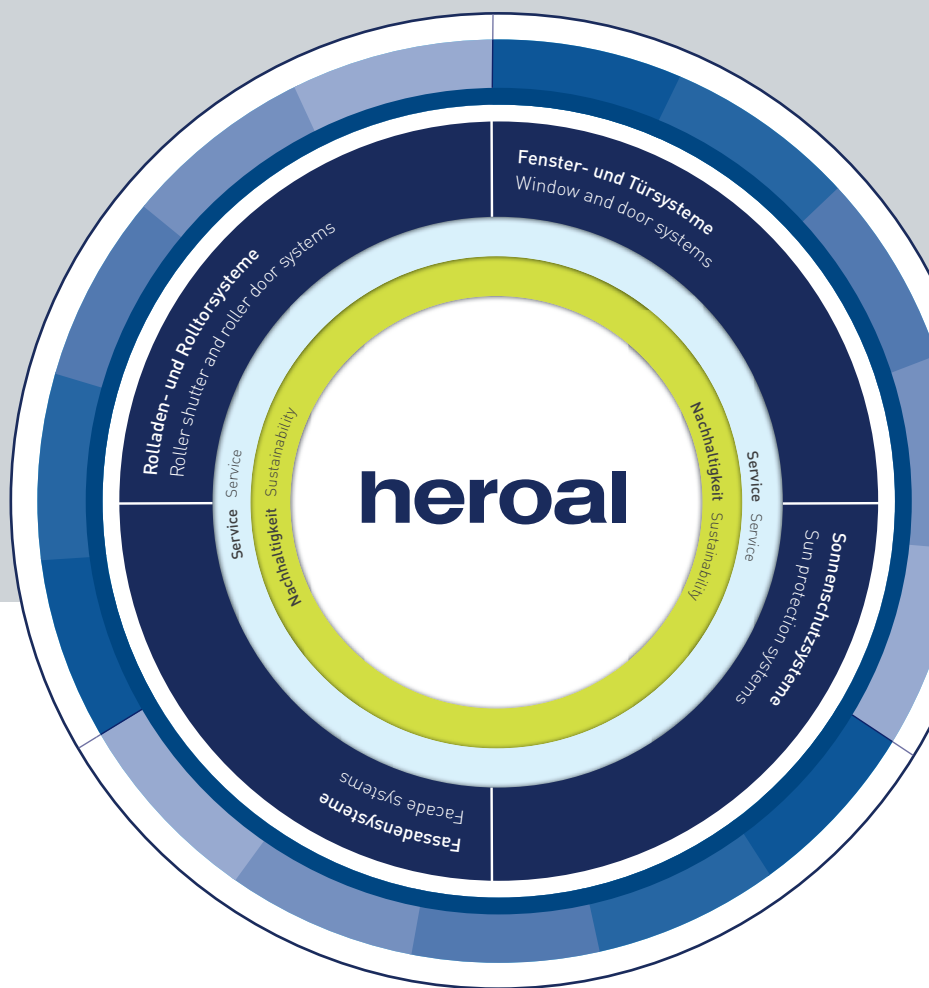 Fenster- und Türsysteme
Window and door systems
Rolladen- und Rolltorsysteme
Roller shutter and roller door systems
Service Service
Nachhaltigkeit Sustainability
heroal
Nachhaltigkeit Sustainability
Service Service
Sonnenschutzsysteme
Sun protection systems
Fassadensysteme
Facade systems